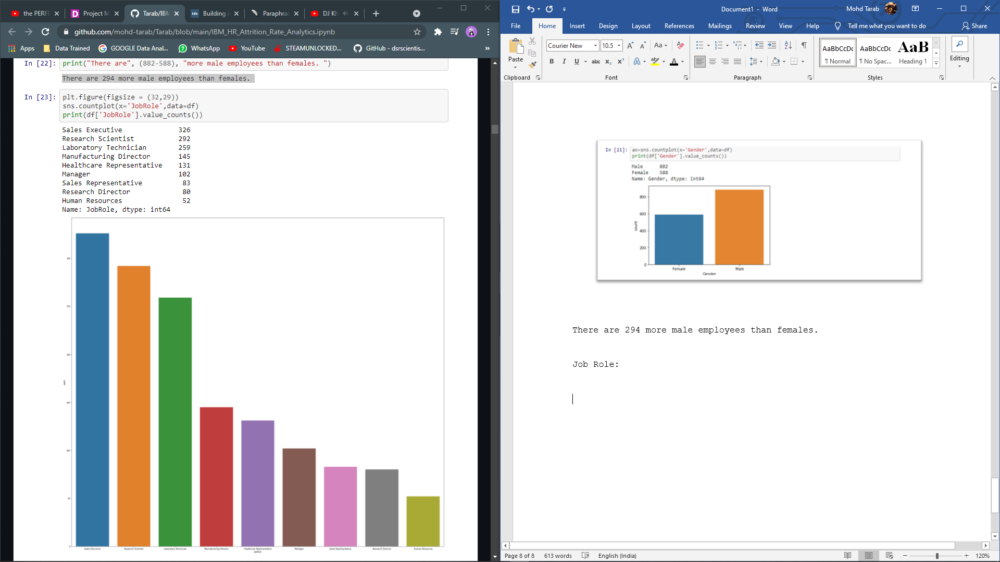 the PERFE
Project M
Tarab/IBM
tds Building a
Paraphras
DJ Kh
github.com/mohd-tarab/Tarab/blob/main/IBM_HR_Attrition_Rate_Analytics.ipynb
Apps Data Trained GOOGLE Data Anal... WhatsApp YouTube STEAMUNLOCKED... GitHub - dsrscientis... »
In [22]: print("There are", (882-588), "more male employees than females. ")
There are 294 more male employees than females.
In [23]: plt.figure(figsize = (32,29))
sns.countplot(x='JobRole',data=df)
print(df['JobRole'].value_counts())
Sales Executive 326
Research Scientist 292
Laboratory Technician 259
Manufacturing Director 145
Healthcare Representative 131
Manager 102
Sales Representative 83
Research Director 80
Human Resources 52
Name: JobRole, dtype: int64
Sales Executive Research Scientist Laboratory Technician Manufacturing Director Healthcare Representative Manager Sales Representative Research Director Human Resources
JobRole
Document1 - Word
Mohd Tarab
File Home Insert Design Layout References Mailings Review View Help Tell me what you want to do Share
Paste
Courier New 10.5
Aa
B I U abc x₂ x²
AaBbCcDc AaBbCcDc AaB
¶ Normal ¶ No Spac... Heading 1
Editing
Clipboard Font Paragraph Styles
In [21]: ax=sns.countplot(x='Gender',data=df)
print(df['Gender'].value_counts())
Male 882
Female 588
Name: Gender, dtype: int64
800
600
400
200
0
count
Female Male
Gender
There are 294 more male employees than females.
Job Role:
Page 8 of 8 613 words English (India) 120%